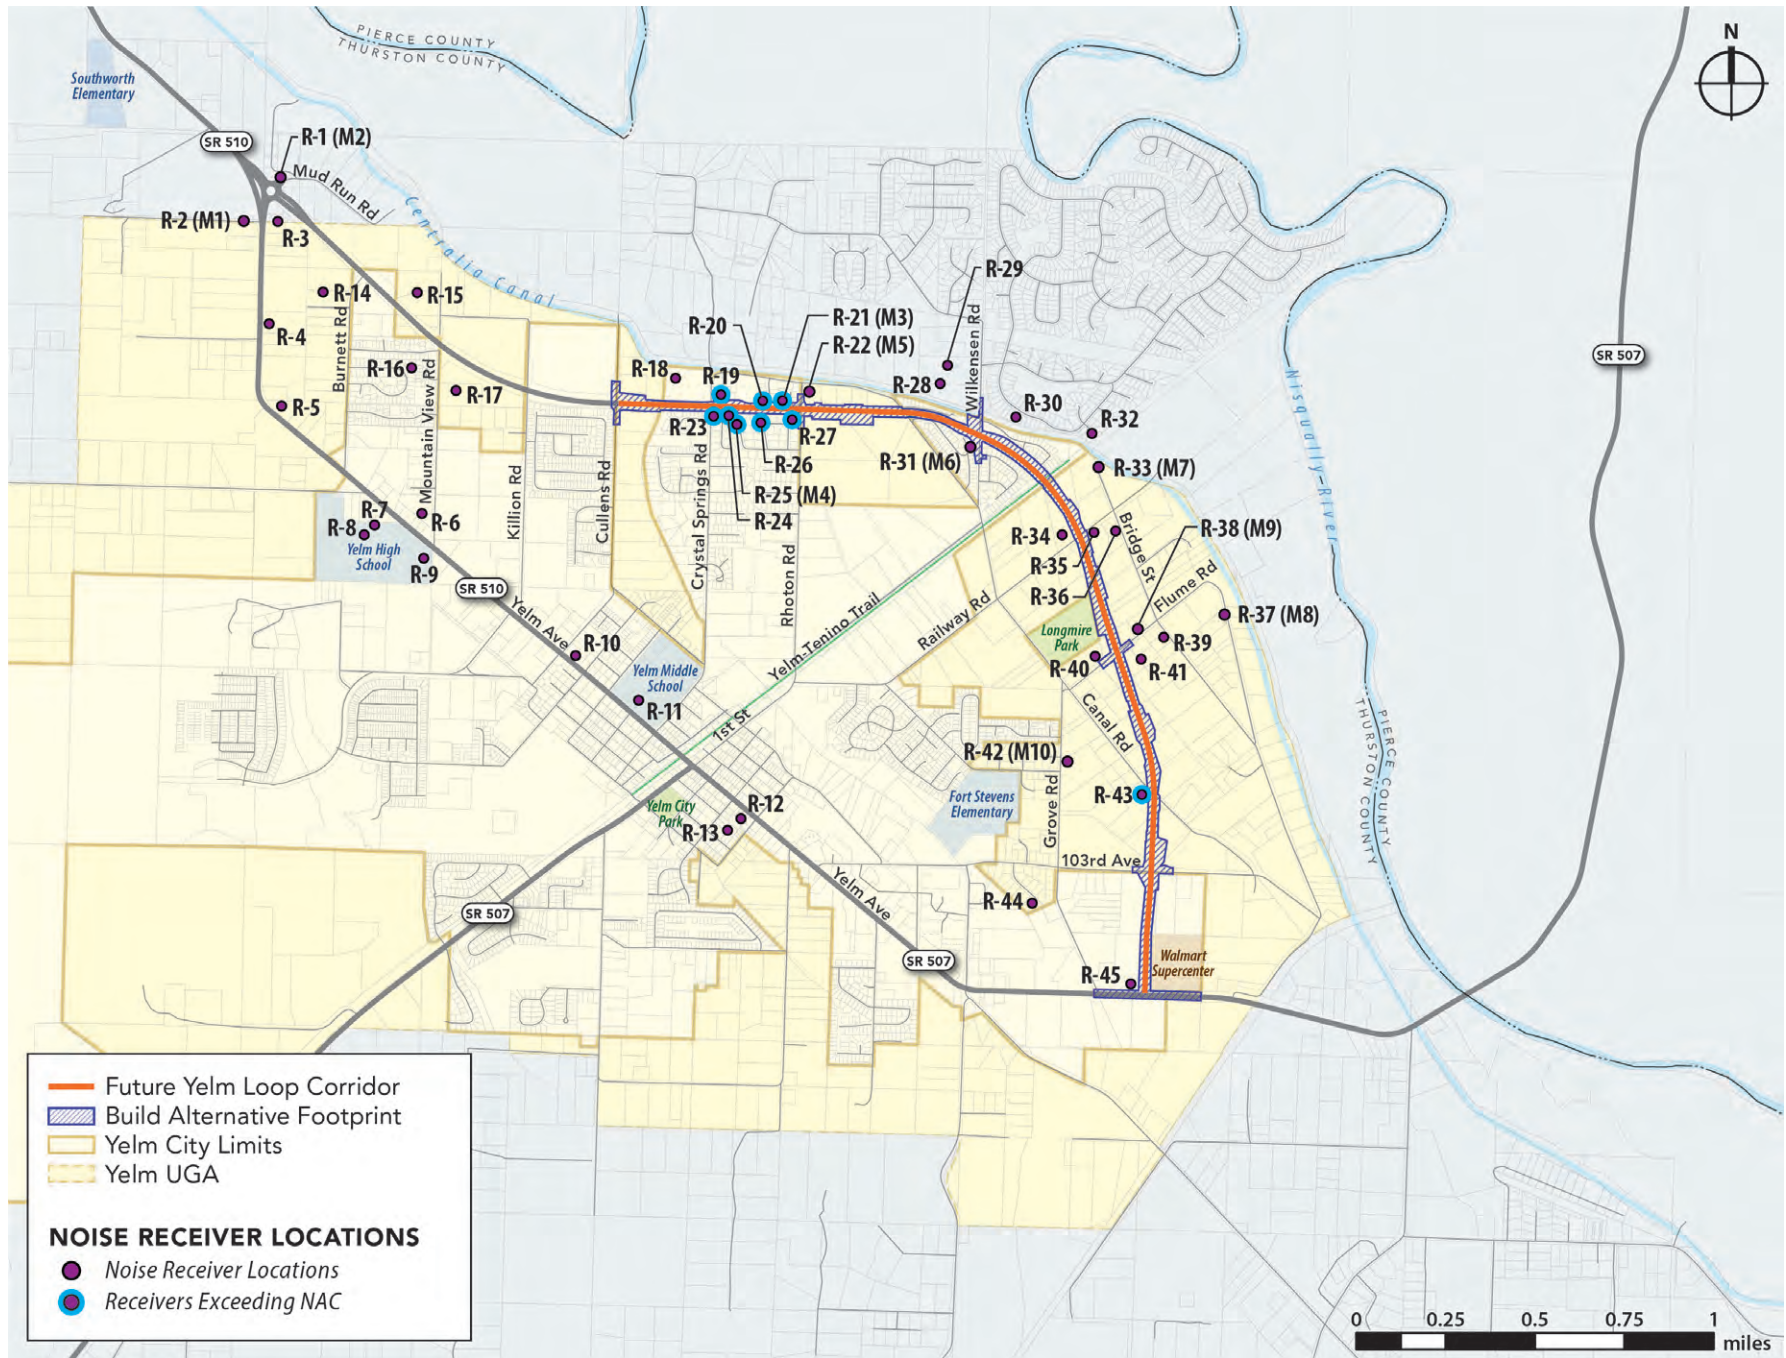 PIERCE COUNTY
THURSTON COUNTY
N
Southworth
Elementary
SR 510
R-1 (M2)
Mud Run Rd
R-2 (M1)
R-3
Centralia Canal
R-29
R-14
R-15
R-4
Burnett Rd
R-20
R-21 (M3)
R-22 (M5)
Wilkensen Rd
SR 507
R-16
Mountain View Rd
R-18
R-19
R-28
R-17
R-5
R-23
R-27
R-30
R-32
Nisqually River
R-26
R-31 (M6)
R-33 (M7)
Killion Rd
Cullens Rd
Crystal Springs Rd
R-25 (M4)
R-24
R-7
R-8
R-6
Yelm High
School
R-9
Rhoton Rd
R-34
R-35
R-36
Bridge St
R-38 (M9)
Flume Rd
SR 510
Yelm Ave
Yelm-Tenino Trail
Railway Rd
R-37 (M8)
Longmire
Park
R-39
R-40
R-41
R-10
Yelm Middle
School
R-11
1st St
Canal Rd
PIERCE COUNTY
THURSTON COUNTY
R-42 (M10)
Fort Stevens
Elementary
Grove Rd
R-43
Yelm City
Park
R-12
R-13
103rd Ave
Yelm Ave
R-44
SR 507
SR 507
Walmart
Supercenter
R-45
Future Yelm Loop Corridor
Build Alternative Footprint
Yelm City Limits
Yelm UGA
NOISE RECEIVER LOCATIONS
Noise Receiver Locations
Receivers Exceeding NAC
0 0.25 0.5 0.75 1
miles